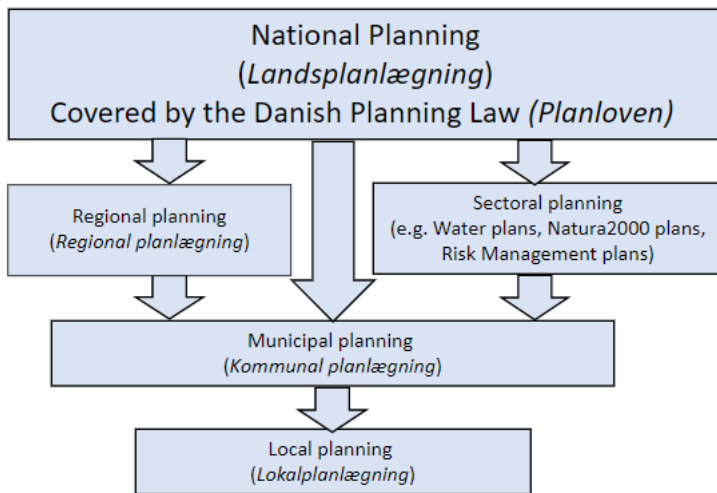 National Planning
(Landsplanlægning)
Covered by the Danish Planning Law (Planloven)
Regional planning
(Regional planlægning)
Sectoral planning
(e.g. Water plans, Natura2000 plans,
Risk Management plans)
Municipal planning
(Kommunal planlægning)
Local planning
(Lokalplanlægning)